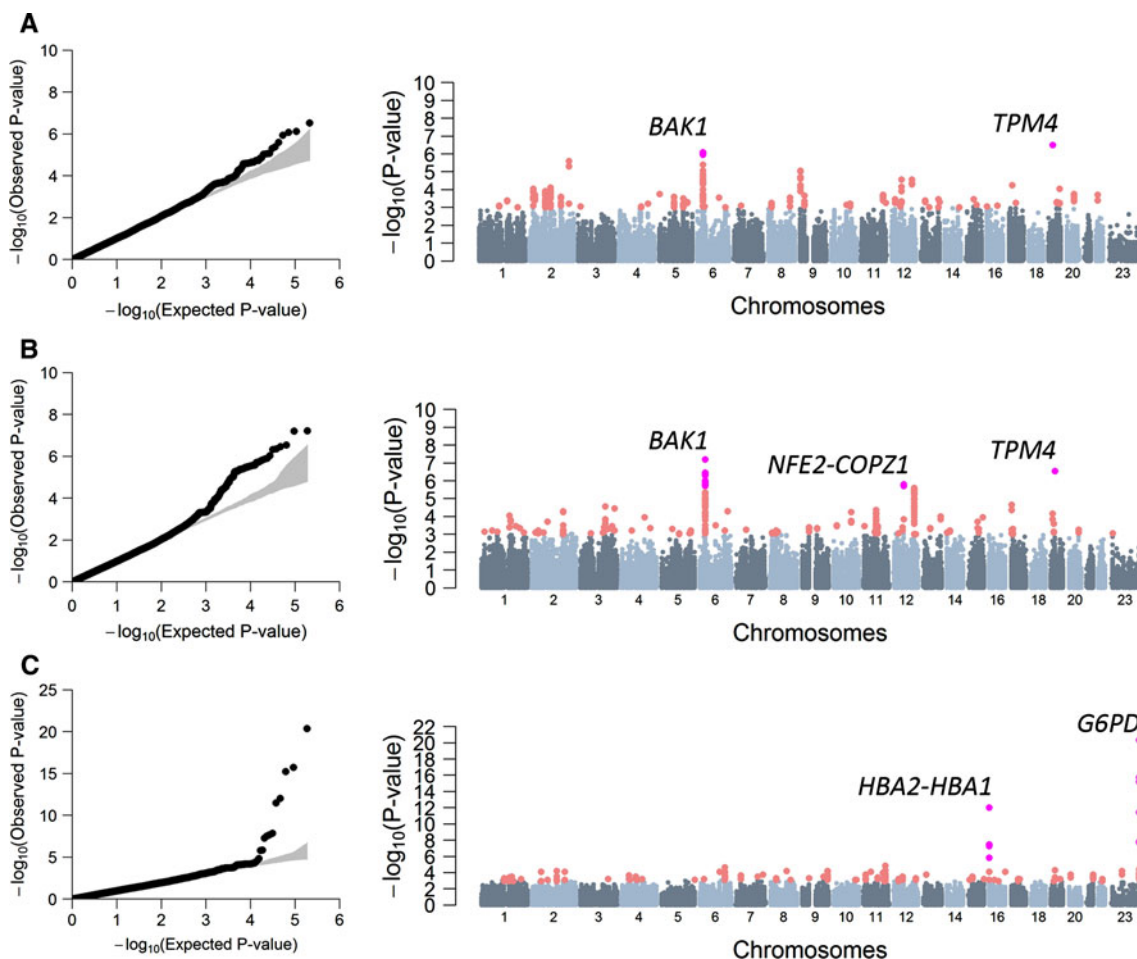 A
−log10(Observed P-value)
10
8
6
4
2
0
0 1 2 3 4 5 6
−log10(Expected P-value)
−log10(P-value)
10
9
8
7
6
5
4
3
2
1
0
BAK1
TPM4
1 2 3 4 5 6 7 8 9 10 11 12 14 16 18 20 23
Chromosomes
B
−log10(Observed P-value)
10
8
6
4
2
0
0 1 2 3 4 5 6
−log10(Expected P-value)
−log10(P-value)
10
9
8
7
6
5
4
3
2
1
0
BAK1
NFE2-COPZ1
TPM4
1 2 3 4 5 6 7 8 9 10 11 12 14 16 18 20 23
Chromosomes
C
−log10(Observed P-value)
25
20
15
10
5
0
0 1 2 3 4 5 6
−log10(Expected P-value)
−log10(P-value)
22
20
18
16
14
12
10
8
6
4
2
0
G6PD
HBA2-HBA1
1 2 3 4 5 6 7 8 9 10 11 12 14 16 18 20 23
Chromosomes